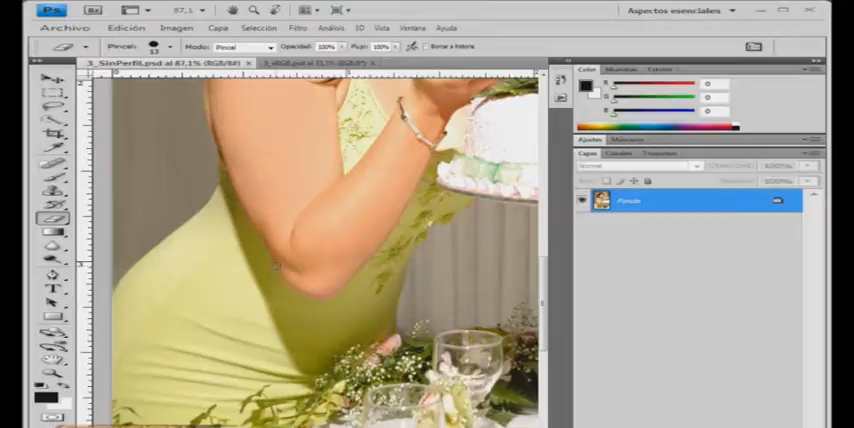 Ps Br 87,1 Aspectos esenciales
Archivo Edición Imagen Capa Selección Filtro Análisis 3D Vista Ventana Ayuda
Pincel: 13 Modo: Pincel Opacidad: 100% Flujo: 100% Borrar a historia
3_SinPerfil.psd al 87,1% (RGB/8#)
Color
R 0
G 0
B 0
Ajustes Máscaras
Capas Canales Trazados
Normal
Fondo